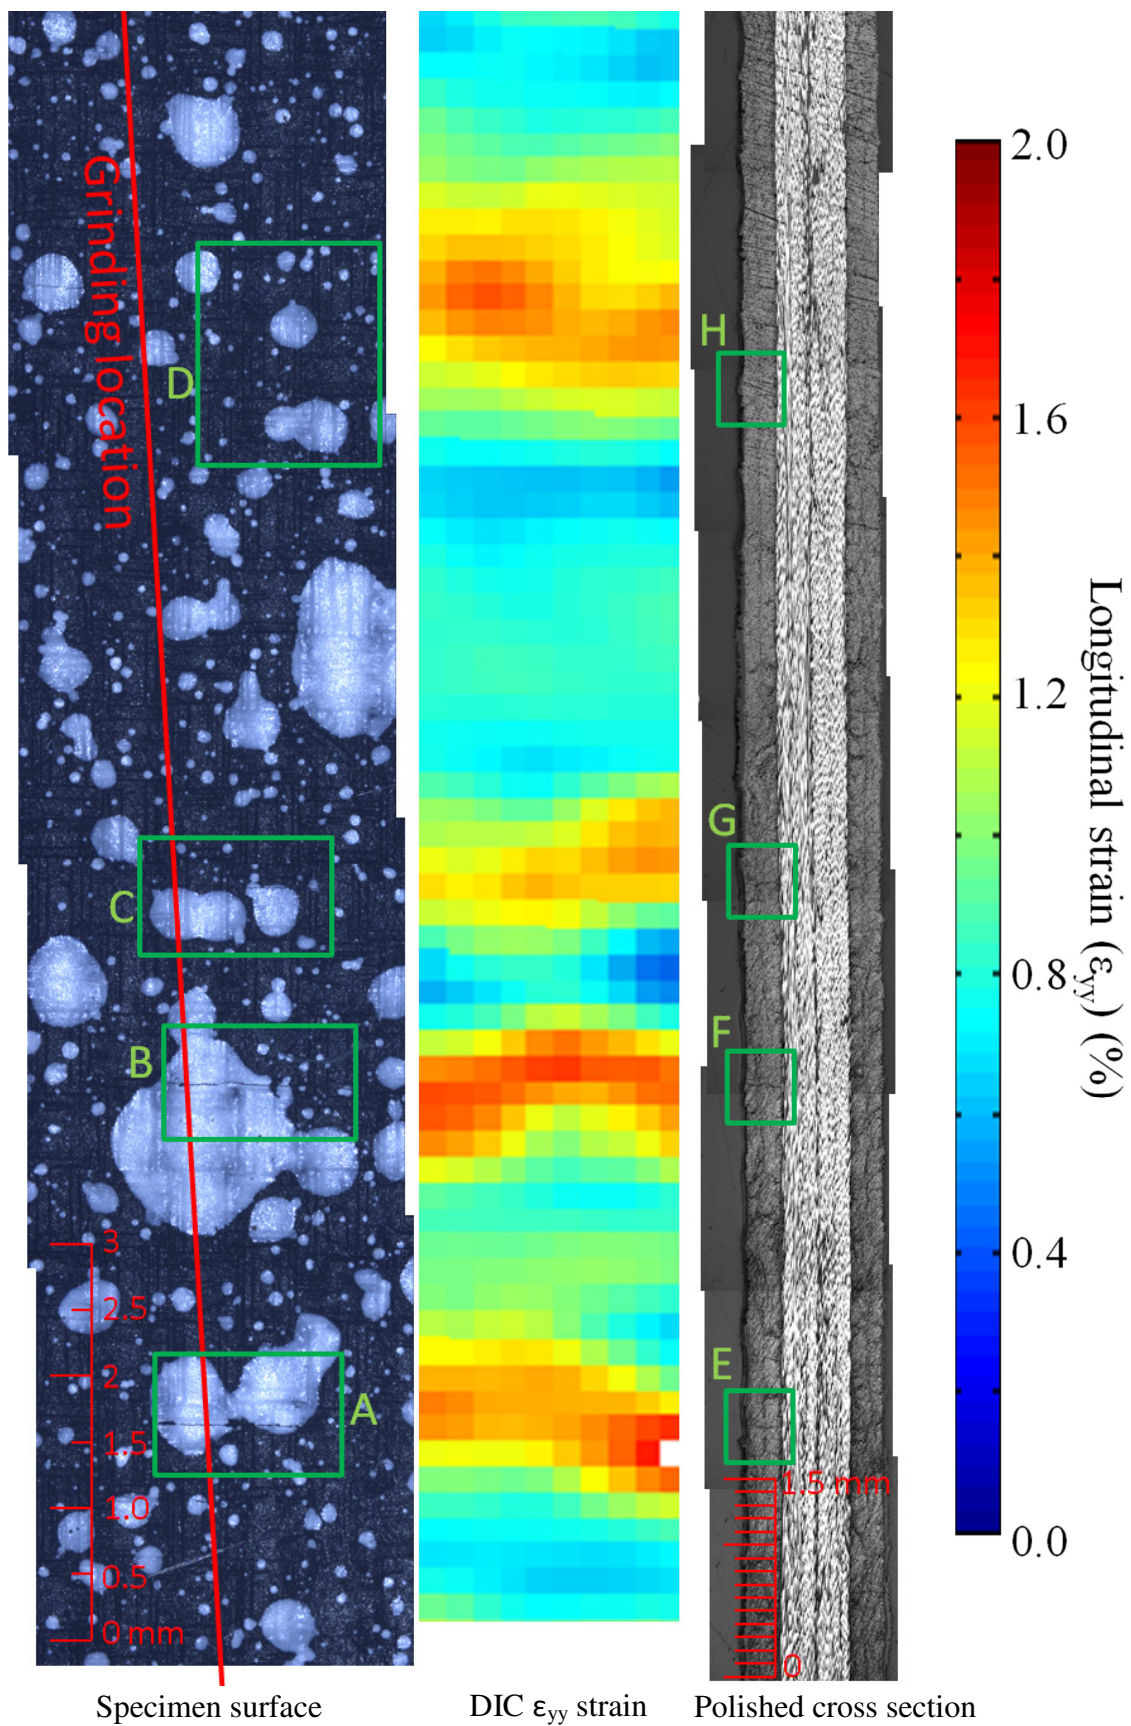 Grinding location
D
C
B
A
3
2.5
2
1.5
1.0
0.5
0 mm
H
G
F
E
1.5 mm
0
2.0
1.6
1.2
0.8
0.4
0.0
Longitudinal strain (εyy) (%)
Specimen surface
DIC εyy strain
Polished cross section